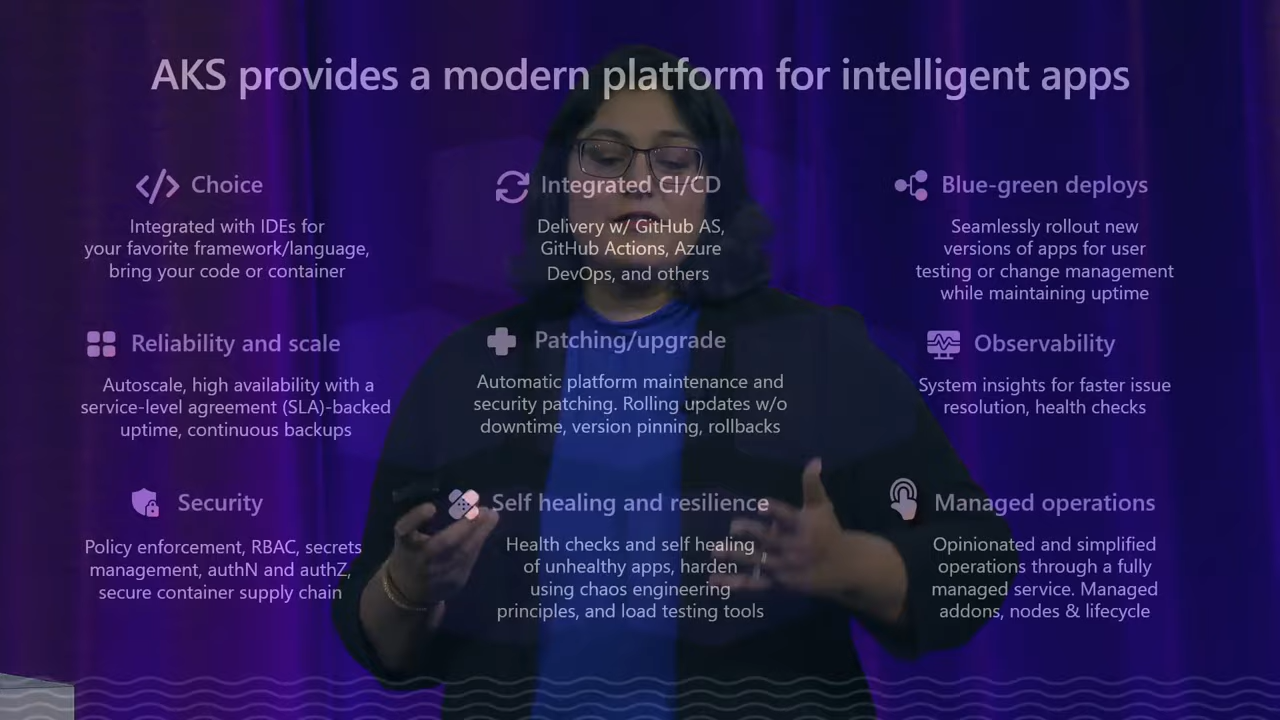 AKS provides a modern platform for intelligent apps
Choice
Integrated with IDEs for
your favorite framework/language,
bring your code or container
Integrated CI/CD
Delivery w/ GitHub AS,
GitHub Actions, Azure
DevOps, and others
Blue-green deploys
Seamlessly rollout new
versions of apps for user
testing or change management
while maintaining uptime
Reliability and scale
Autoscale, high availability with a
service-level agreement (SLA)-backed
uptime, continuous backups
Patching/upgrade
Automatic platform maintenance and
security patching. Rolling updates w/o
downtime, version pinning, rollbacks
Observability
System insights for faster issue
resolution, health checks
Security
Policy enforcement, RBAC, secrets
management, authN and authZ,
secure container supply chain
Self healing and resilience
Health checks and self healing
of unhealthy apps, harden
using chaos engineering
principles, and load testing tools
Managed operations
Opinionated and simplified
operations through a fully
managed service. Managed
addons, nodes & lifecycle